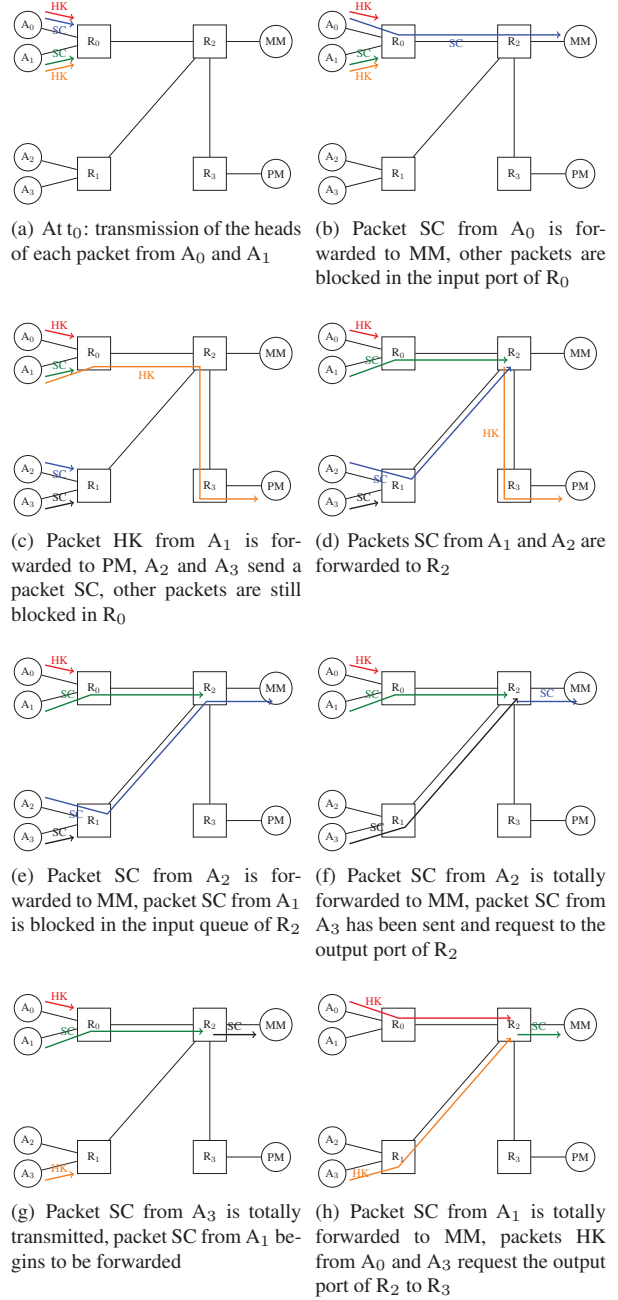 HK
A0
SC
R0
R2
MM
A1
SC
HK
A2
R1
R3
PM
A3
(a) At t0: transmission of the heads
of each packet from A0 and A1
HK
A0
R0
R2
MM
SC
A1
SC
HK
A2
R1
R3
PM
A3
(b) Packet SC from A0 is for-
warded to MM, other packets are
blocked in the input port of R0
HK
A0
R0
R2
MM
SC
A1
HK
A2
SC
R1
R3
PM
SC
A3
(c) Packet HK from A1 is for-
warded to PM, A2 and A3 send a
packet SC, other packets are still
blocked in R0
HK
A0
R0
R2
MM
SC
A1
HK
A2
SC
R1
R3
PM
SC
A3
(d) Packets SC from A1 and A2 are
forwarded to R2
HK
A0
R0
R2
MM
SC
A1
A2
SC
R1
R3
PM
SC
A3
(e) Packet SC from A2 is for-
warded to MM, packet SC from A1
is blocked in the input queue of R2
HK
A0
R0
R2
SC
MM
SC
A1
A2
R1
R3
PM
SC
A3
(f) Packet SC from A2 is totally
forwarded to MM, packet SC from
A3 has been sent and request to the
output port of R2
HK
A0
R0
R2
SC
MM
SC
A1
A2
R1
R3
PM
HK
A3
(g) Packet SC from A3 is totally
transmitted, packet SC from A1 be-
gins to be forwarded
HK
A0
R0
R2
SC
MM
A1
A2
R1
R3
PM
HK
A3
(h) Packet SC from A1 is totally
forwarded to MM, packets HK
from A0 and A3 request the output
port of R2 to R3